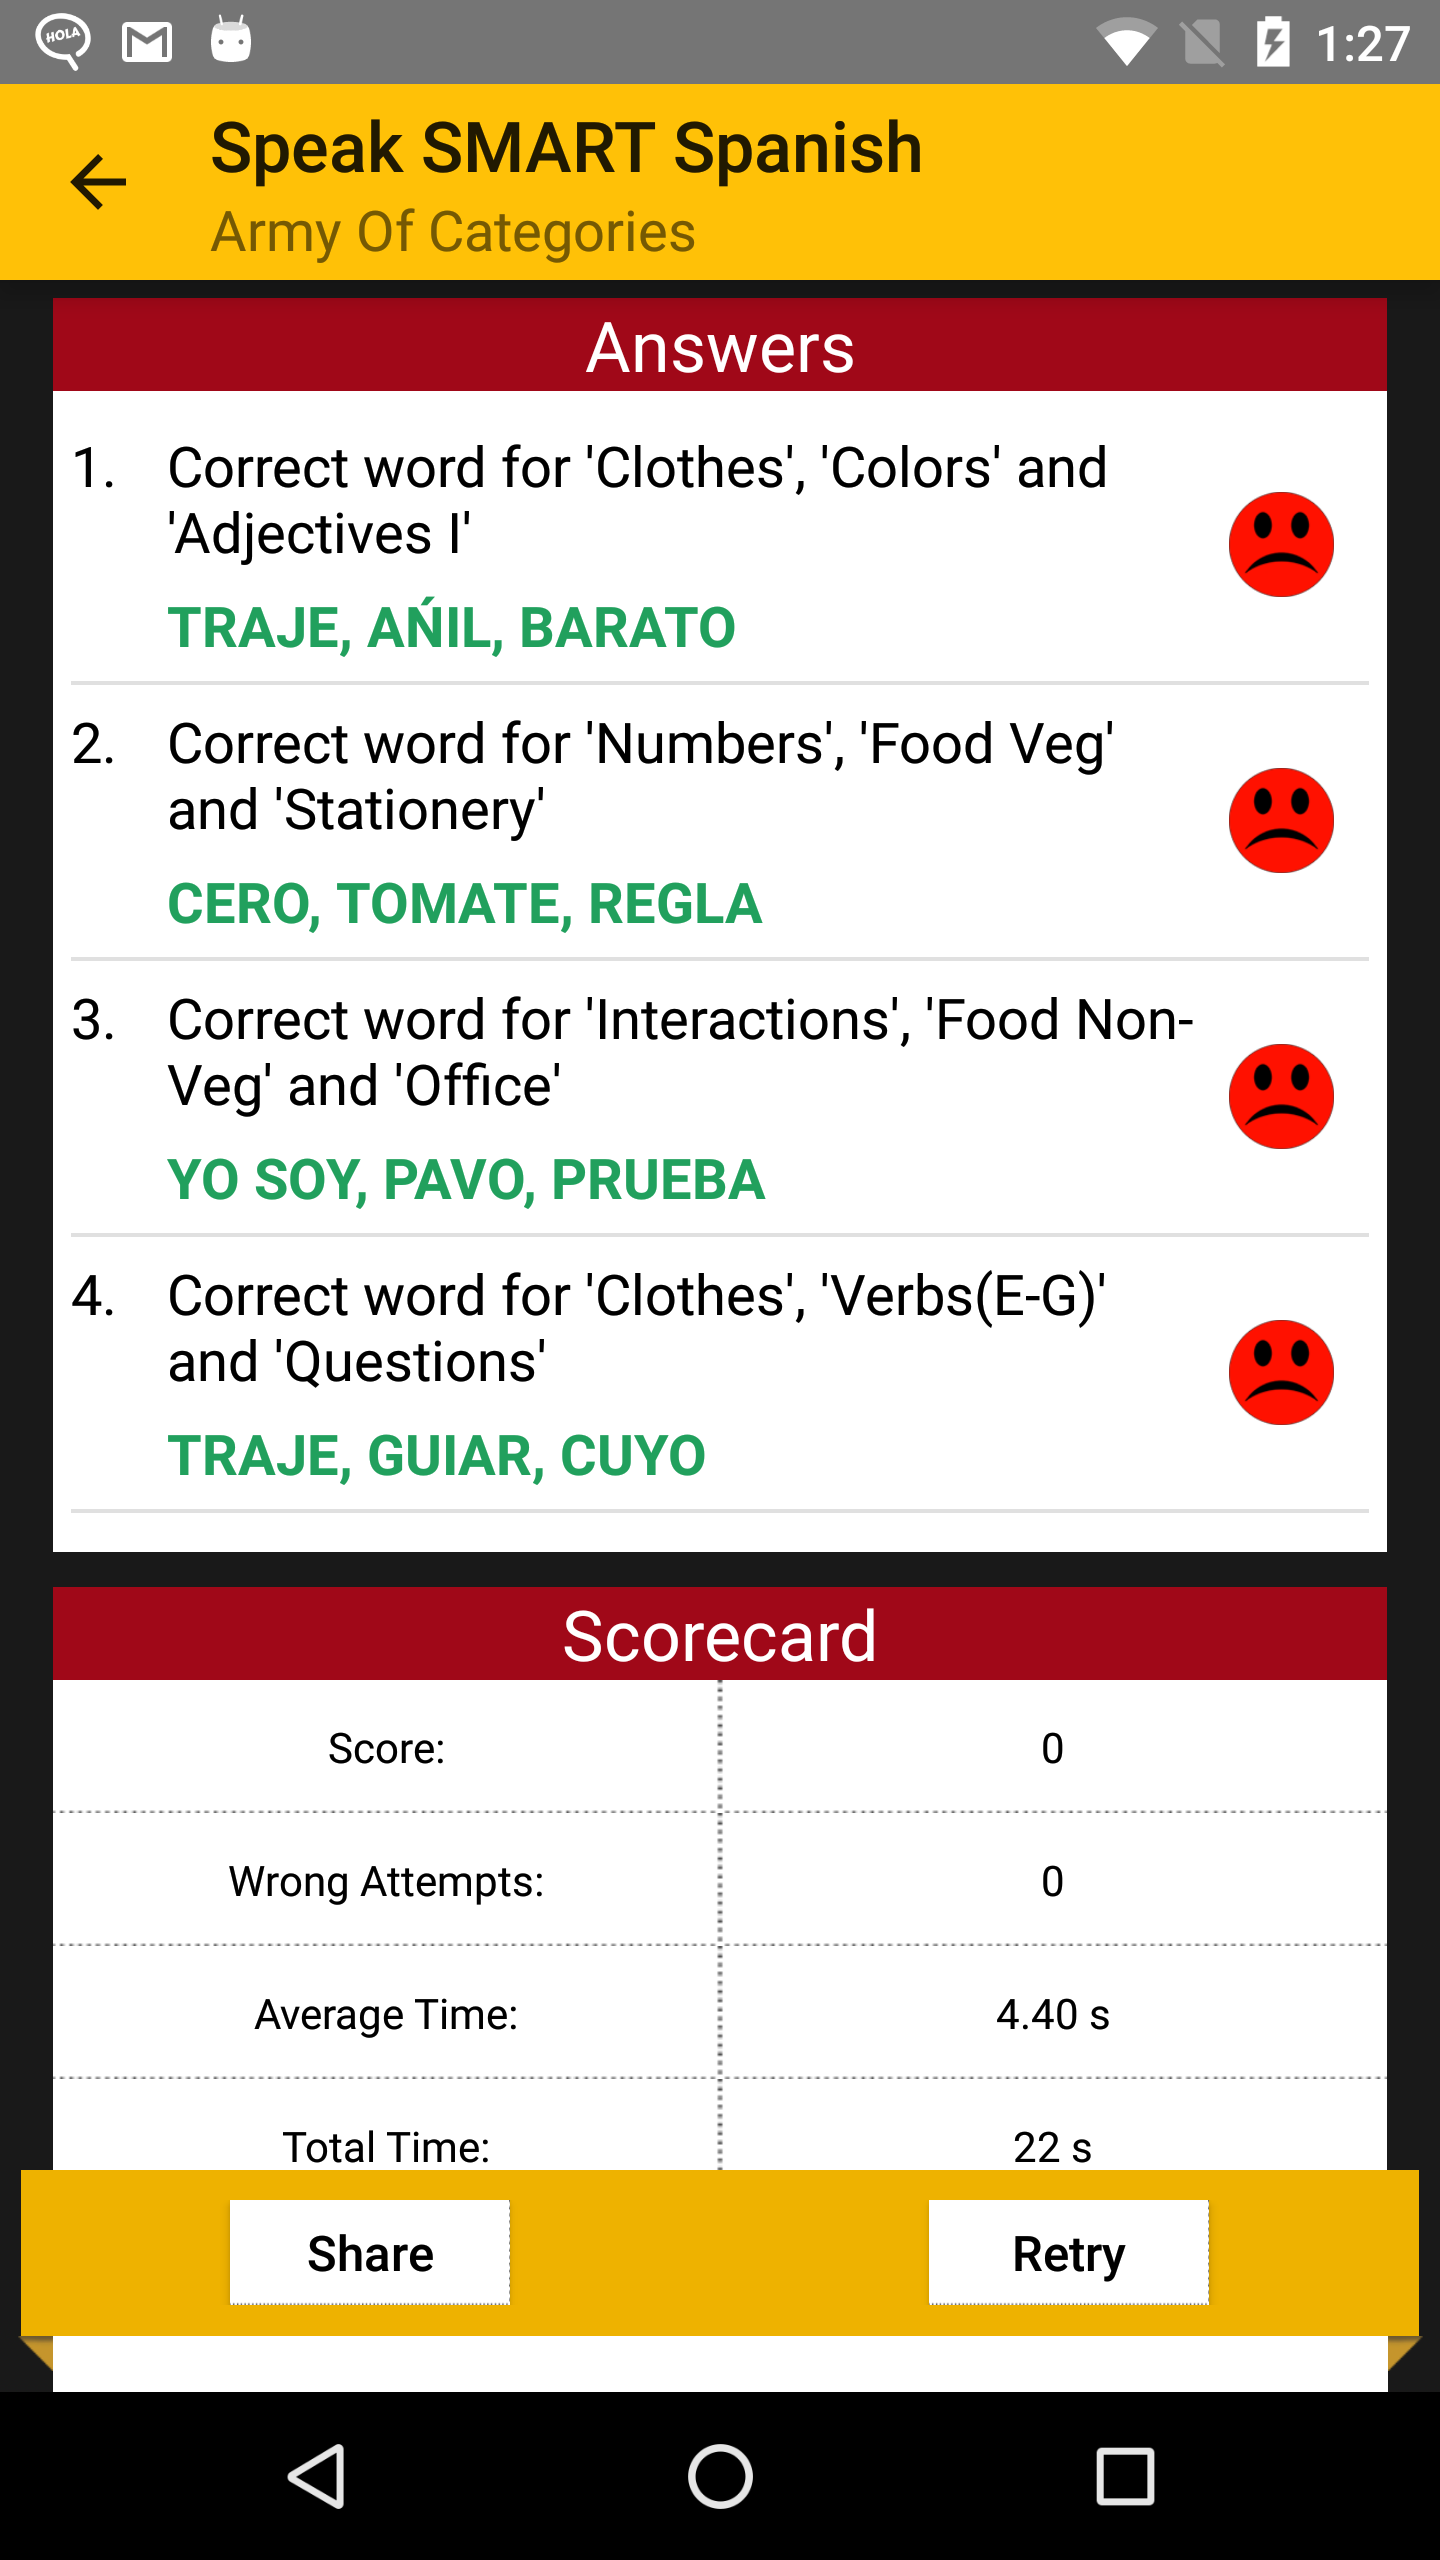 HOLA
1:27
Speak SMART Spanish
Army Of Categories
Answers
1. Correct word for 'Clothes', 'Colors' and
'Adjectives I'
TRAJE, AŃIL, BARATO
2. Correct word for 'Numbers', 'Food Veg'
and 'Stationery'
CERO, TOMATE, REGLA
3. Correct word for 'Interactions', 'Food Non-
Veg' and 'Office'
YO SOY, PAVO, PRUEBA
4. Correct word for 'Clothes', 'Verbs(E-G)'
and 'Questions'
TRAJE, GUIAR, CUYO
Scorecard
Score: 0
Wrong Attempts: 0
Average Time: 4.40 s
Total Time: 22 s
Share Retry